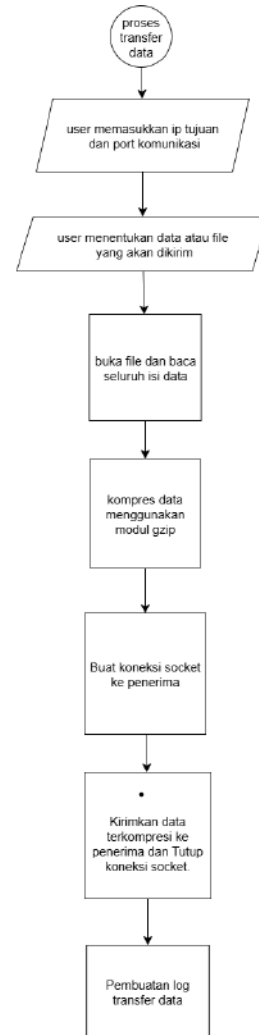 proses
transfer
data
user memasukkan ip tujuan
dan port komunikasi
user menentukan data atau file
yang akan dikirim
buka file dan baca
seluruh isi data
kompres data
menggunakan
modul gzip
Buat koneksi socket
ke penerima
•
Kirimkan data
terkompresi ke
penerima dan Tutup
koneksi socket.
Pembuatan log
transfer data